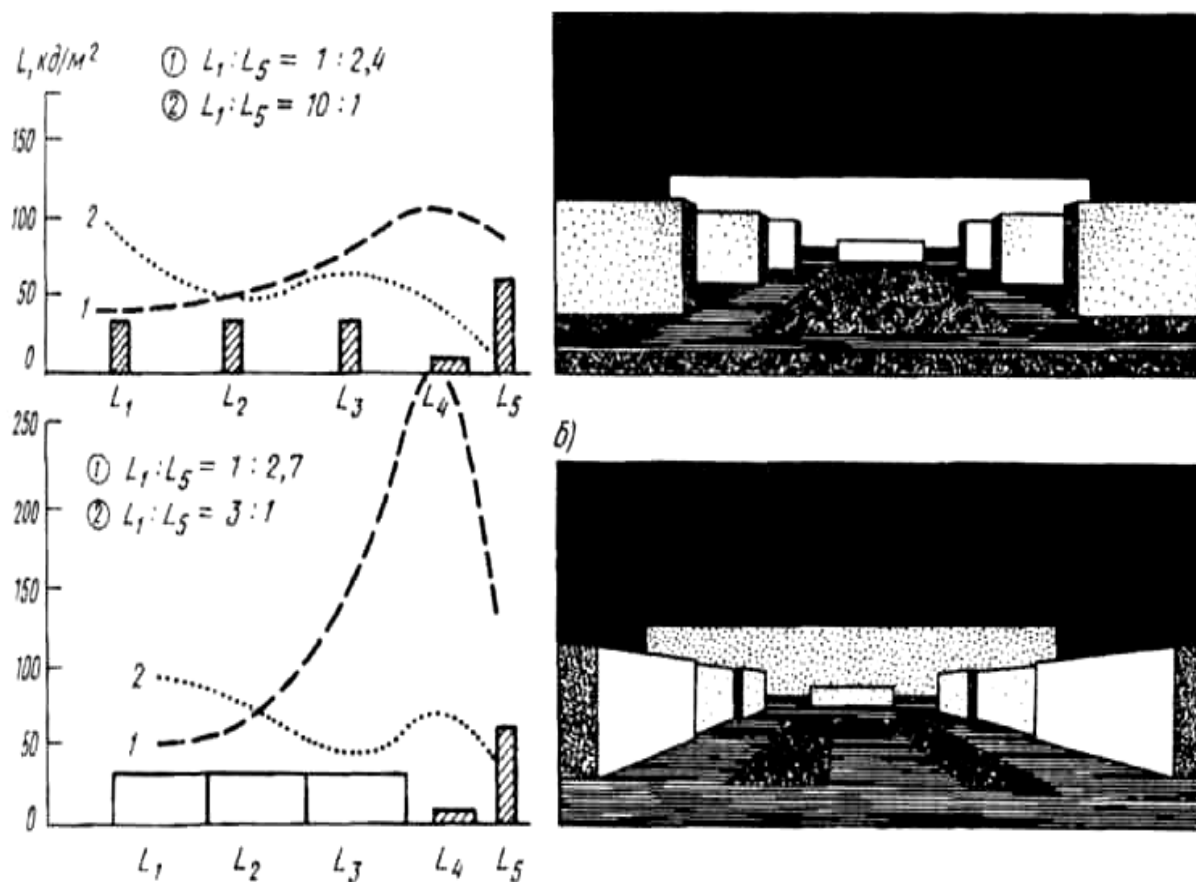 L, кд/м²
① L₁:L₅ = 1:2,4
② L₁:L₅ = 10:1
150
100
50
0
2
1
L₁ L₂ L₃ L₄ L₅
250
200
150
100
50
0
① L₁:L₅ = 1:2,7
② L₁:L₅ = 3:1
2
1
L₁ L₂ L₃ L₄ L₅
б)